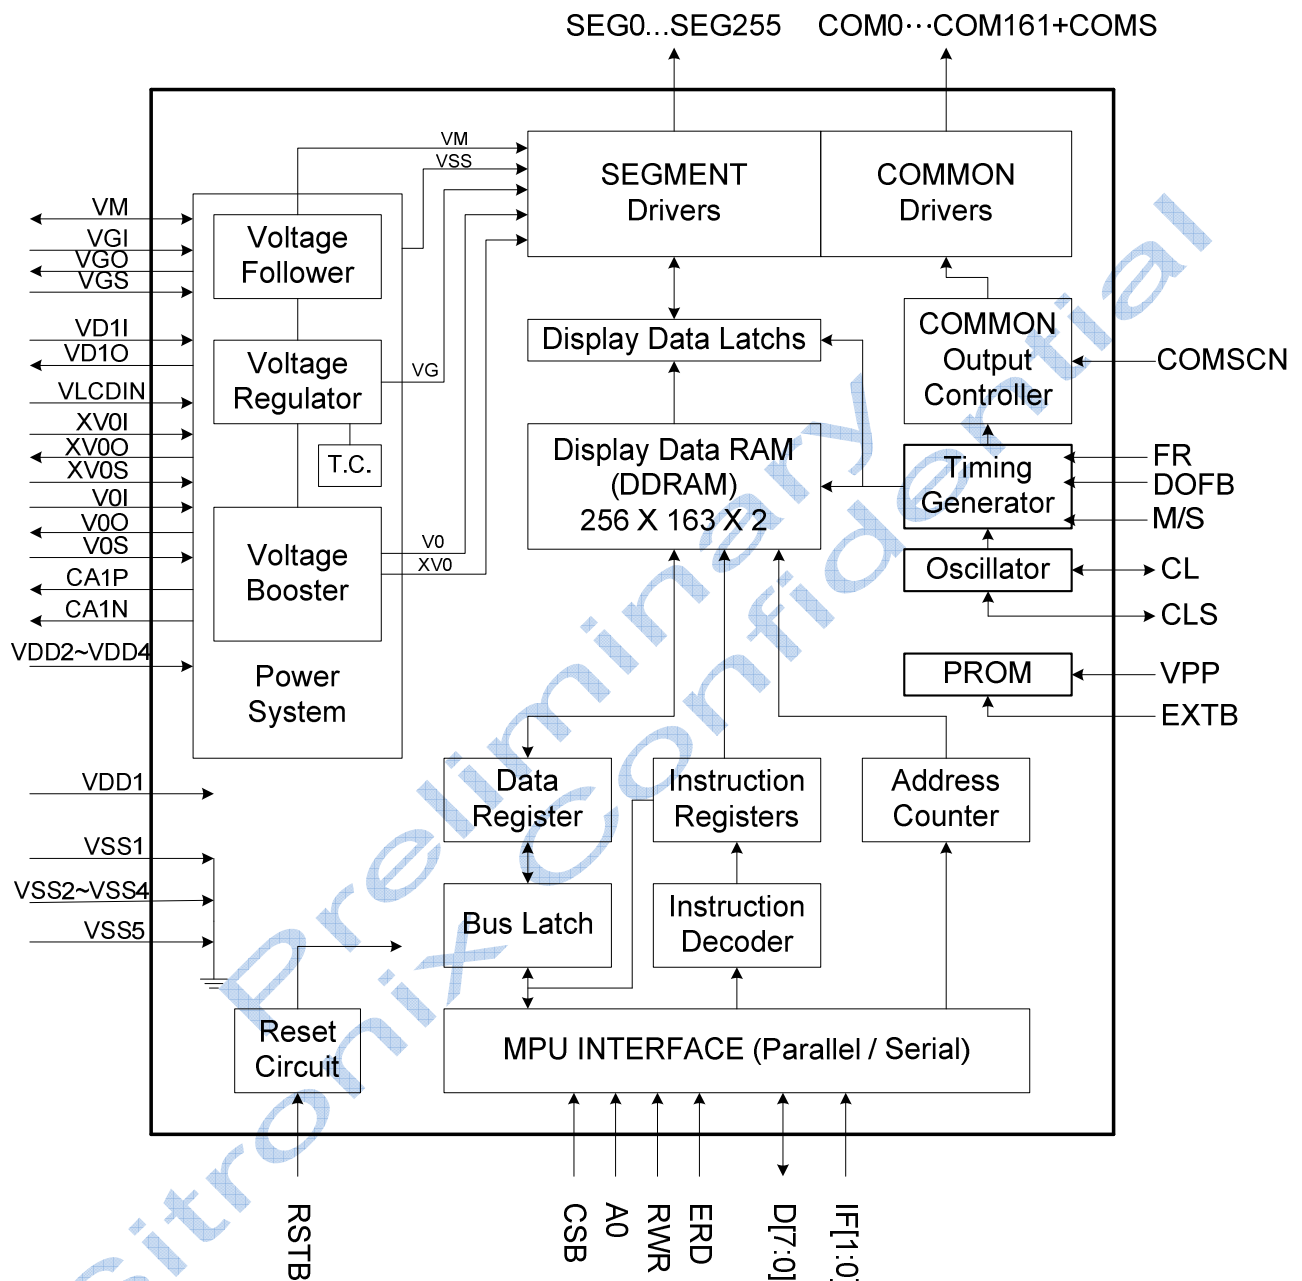 SEG0...SEG255
COM0···COM161+COMS
VM
VSS
SEGMENT
Drivers
COMMON
Drivers
VM
VGI
VGO
VGS
VD1I
VD1O
VLCDIN
XV0I
XV0O
XV0S
V0I
V0O
V0S
CA1P
CA1N
VDD2~VDD4
VDD1
VSS1
VSS2~VSS4
VSS5
Voltage
Follower
Voltage
Regulator
T.C.
Voltage
Booster
Power
System
VG
V0
XV0
Display Data Latchs
Display Data RAM
(DDRAM)
256 X 163 X 2
COMMON
Output
Controller
COMSCN
Timing
Generator
FR
DOFB
M/S
Oscillator
CL
CLS
PROM
VPP
EXTB
Data
Register
Instruction
Registers
Address
Counter
Bus Latch
Instruction
Decoder
Reset
Circuit
MPU INTERFACE (Parallel / Serial)
RSTB
CSB
A0
RWR
ERD
D[7:0]
IF[1:0]
Preliminary
Sitronix Confidential